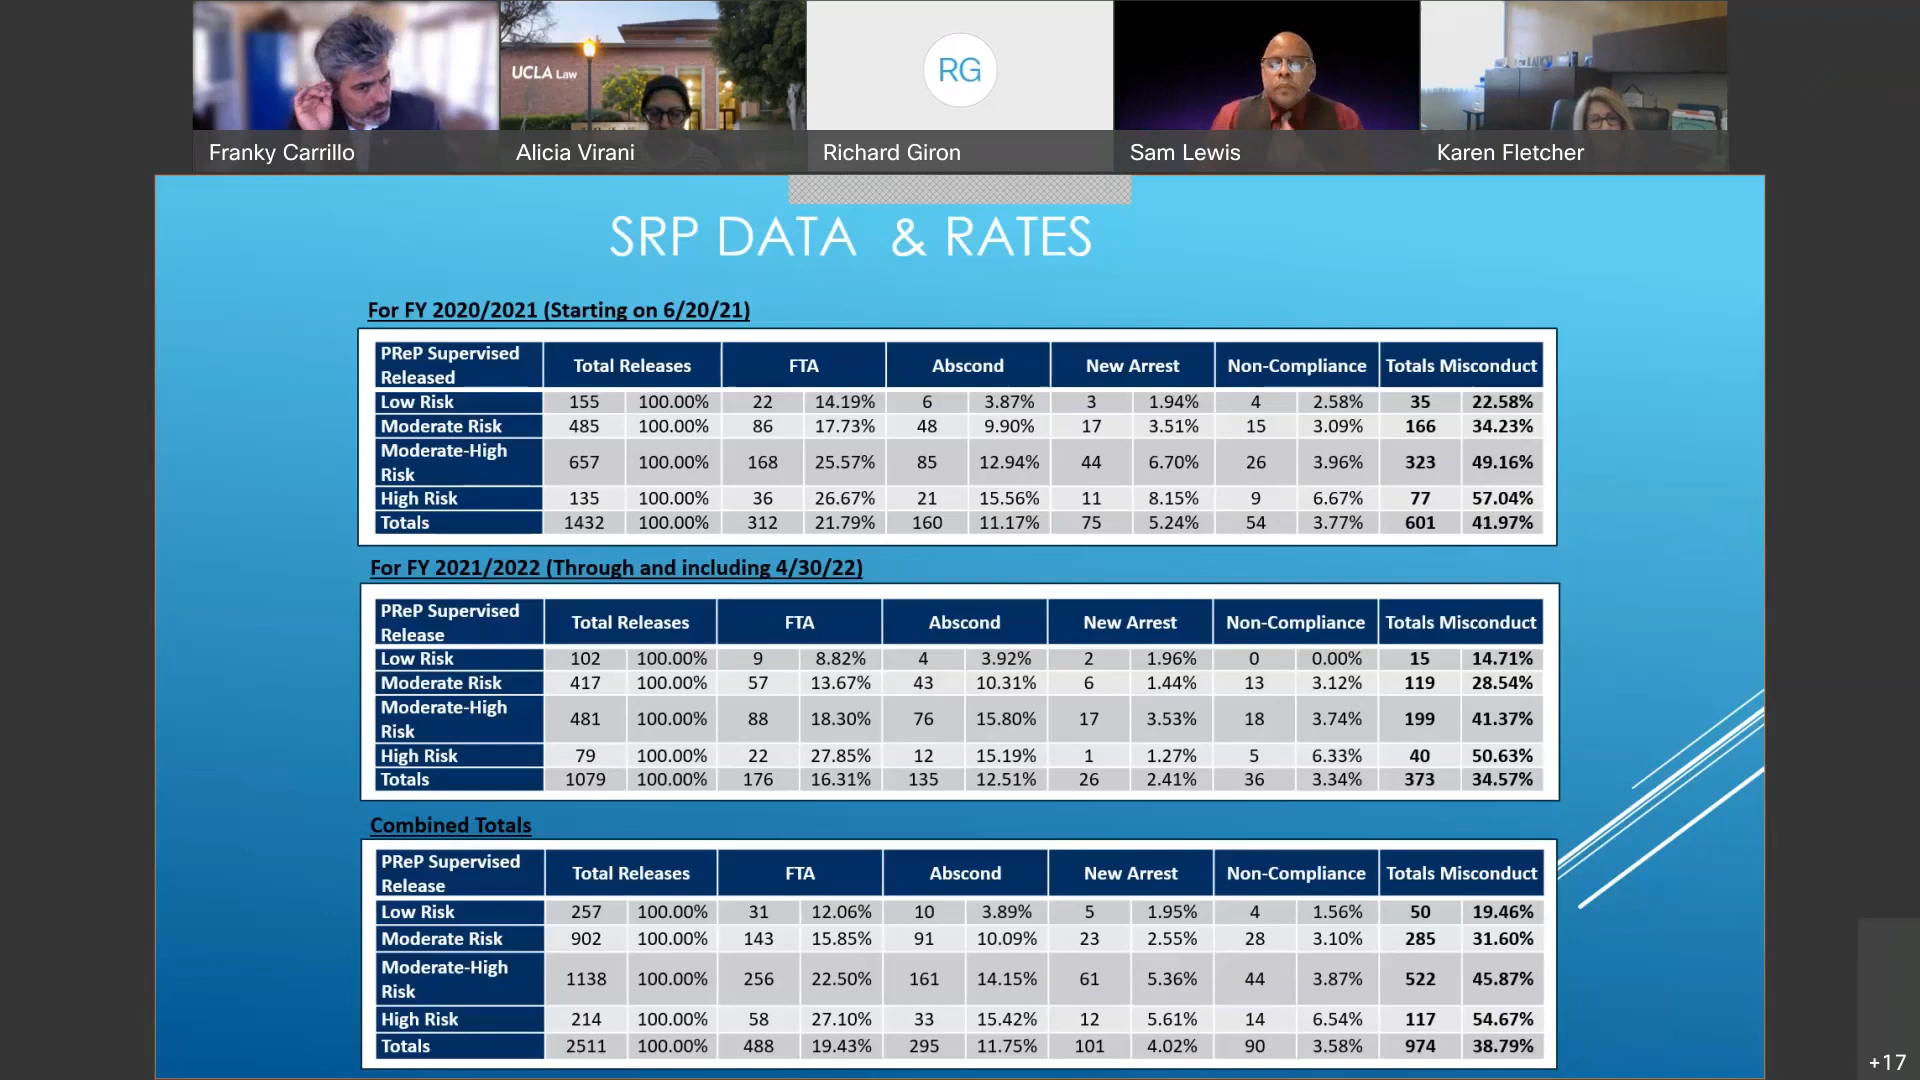 UCLA Law
RG
Franky Carrillo
Alicia Virani
Richard Giron
Sam Lewis
Karen Fletcher
SRP DATA & RATES
For FY 2020/2021 (Starting on 6/20/21)
PReP Supervised Released Total Releases FTA Abscond New Arrest Non-Compliance Totals Misconduct
Low Risk 155 100.00% 22 14.19% 6 3.87% 3 1.94% 4 2.58% 35 22.58%
Moderate Risk 485 100.00% 86 17.73% 48 9.90% 17 3.51% 15 3.09% 166 34.23%
Moderate-High Risk 657 100.00% 168 25.57% 85 12.94% 44 6.70% 26 3.96% 323 49.16%
High Risk 135 100.00% 36 26.67% 21 15.56% 11 8.15% 9 6.67% 77 57.04%
Totals 1432 100.00% 312 21.79% 160 11.17% 75 5.24% 54 3.77% 601 41.97%
For FY 2021/2022 (Through and including 4/30/22)
PReP Supervised Release Total Releases FTA Abscond New Arrest Non-Compliance Totals Misconduct
Low Risk 102 100.00% 9 8.82% 4 3.92% 2 1.96% 0 0.00% 15 14.71%
Moderate Risk 417 100.00% 57 13.67% 43 10.31% 6 1.44% 13 3.12% 119 28.54%
Moderate-High Risk 481 100.00% 88 18.30% 76 15.80% 17 3.53% 18 3.74% 199 41.37%
High Risk 79 100.00% 22 27.85% 12 15.19% 1 1.27% 5 6.33% 40 50.63%
Totals 1079 100.00% 176 16.31% 135 12.51% 26 2.41% 36 3.34% 373 34.57%
Combined Totals
PReP Supervised Release Total Releases FTA Abscond New Arrest Non-Compliance Totals Misconduct
Low Risk 257 100.00% 31 12.06% 10 3.89% 5 1.95% 4 1.56% 50 19.46%
Moderate Risk 902 100.00% 143 15.85% 91 10.09% 23 2.55% 28 3.10% 285 31.60%
Moderate-High Risk 1138 100.00% 256 22.50% 161 14.15% 61 5.36% 44 3.87% 522 45.87%
High Risk 214 100.00% 58 27.10% 33 15.42% 12 5.61% 14 6.54% 117 54.67%
Totals 2511 100.00% 488 19.43% 295 11.75% 101 4.02% 90 3.58% 974 38.79%
+17